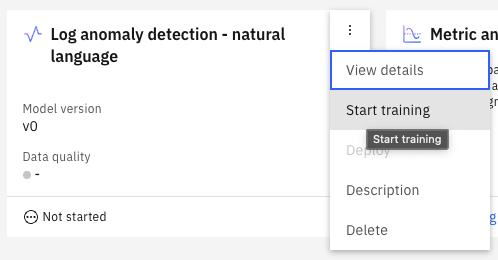 Log anomaly detection - natural
language
Model version
v0
Data quality
-
Not started
View details
Start training
Start training
Deploy
Description
Delete
Metric an